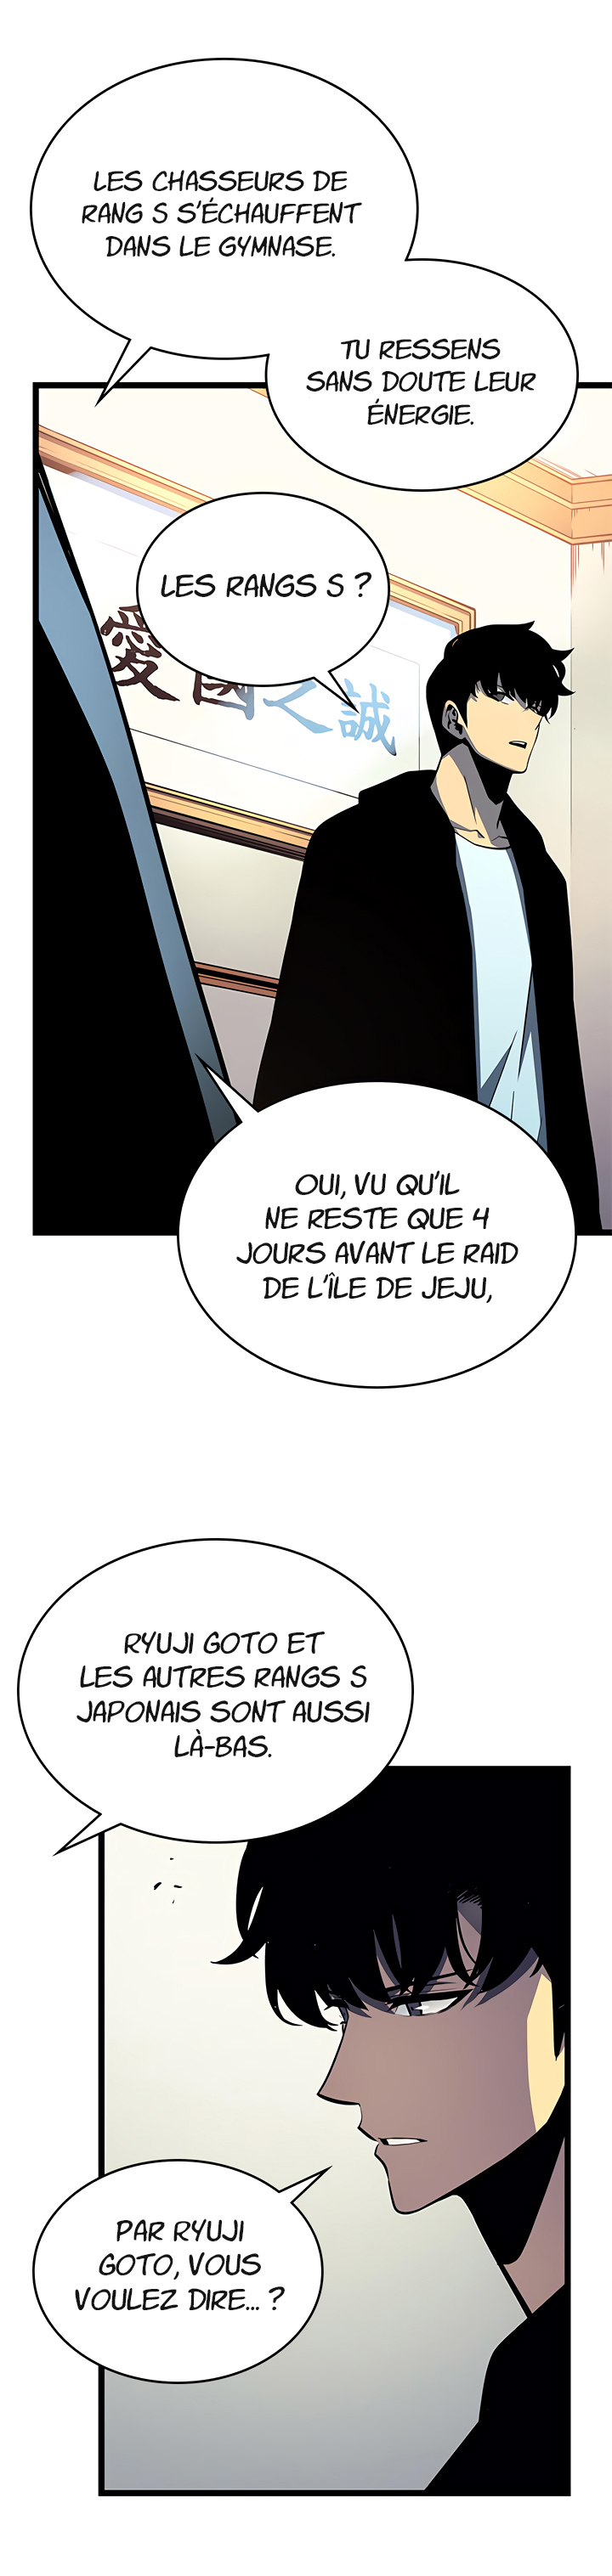 LES CHASSEURS DE
RANG S S'ÉCHAUFFENT
DANS LE GYMNASE.
TU RESSENS
SANS DOUTE LEUR
ÉNERGIE.
LES RANGS S ?
愛國之誠
OUI, VU QU'IL
NE RESTE QUE 4
JOURS AVANT LE RAID
DE L'ÎLE DE JEJU,
RYUJI GOTO ET
LES AUTRES RANGS S
JAPONAIS SONT AUSSI
LÀ-BAS.
PAR RYUJI
GOTO, VOUS
VOULEZ DIRE... ?